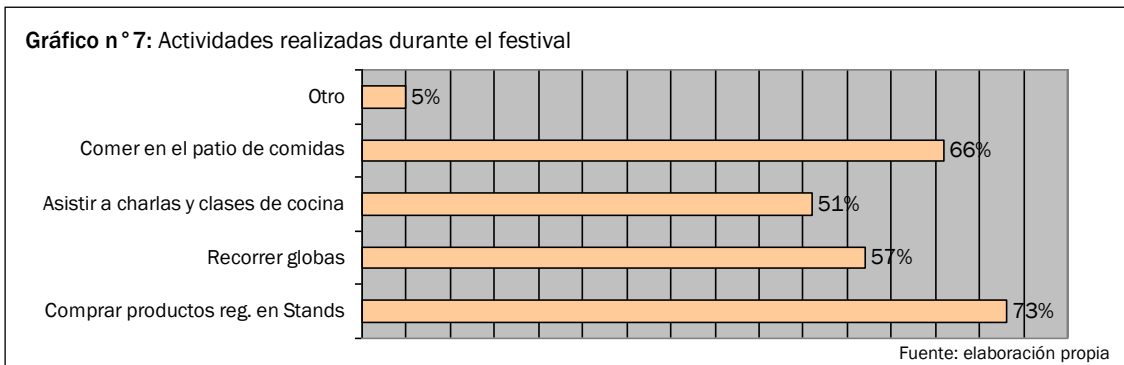 Gráfico n°7: Actividades realizadas durante el festival
Otro 5%
Comer en el patio de comidas 66%
Asistir a charlas y clases de cocina 51%
Recorrer globas 57%
Comprar productos reg. en Stands 73%
Fuente: elaboración propia